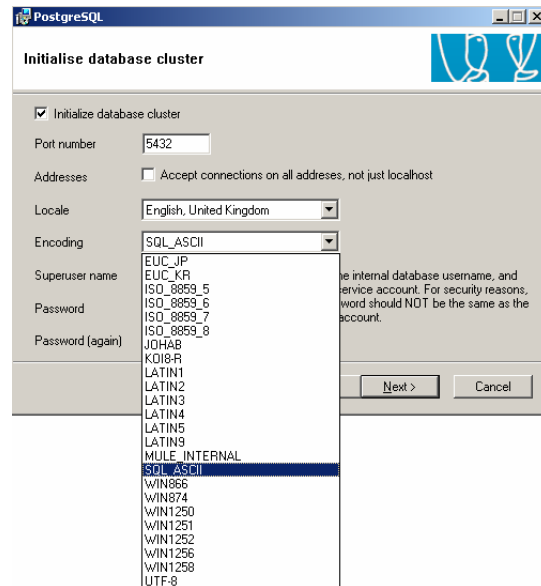 PostgreSQL
Initialise database cluster
Initialize database cluster
Port number 5432
Addresses Accept connections on all addreses, not just localhost
Locale English, United Kingdom
Encoding SQL_ASCII
Superuser name
Password
Password (again)
EUC_JP
EUC_KR
ISO_8859_5
ISO_8859_6
ISO_8859_7
ISO_8859_8
JOHAB
KOI8-R
LATIN1
LATIN2
LATIN3
LATIN4
LATIN5
LATIN9
MULE_INTERNAL
SQL_ASCII
WIN866
WIN874
WIN1250
WIN1251
WIN1252
WIN1256
WIN1258
UTF-8
internal database username, and
service account. For security reasons,
word should NOT be the same as the
account.
Next >
Cancel